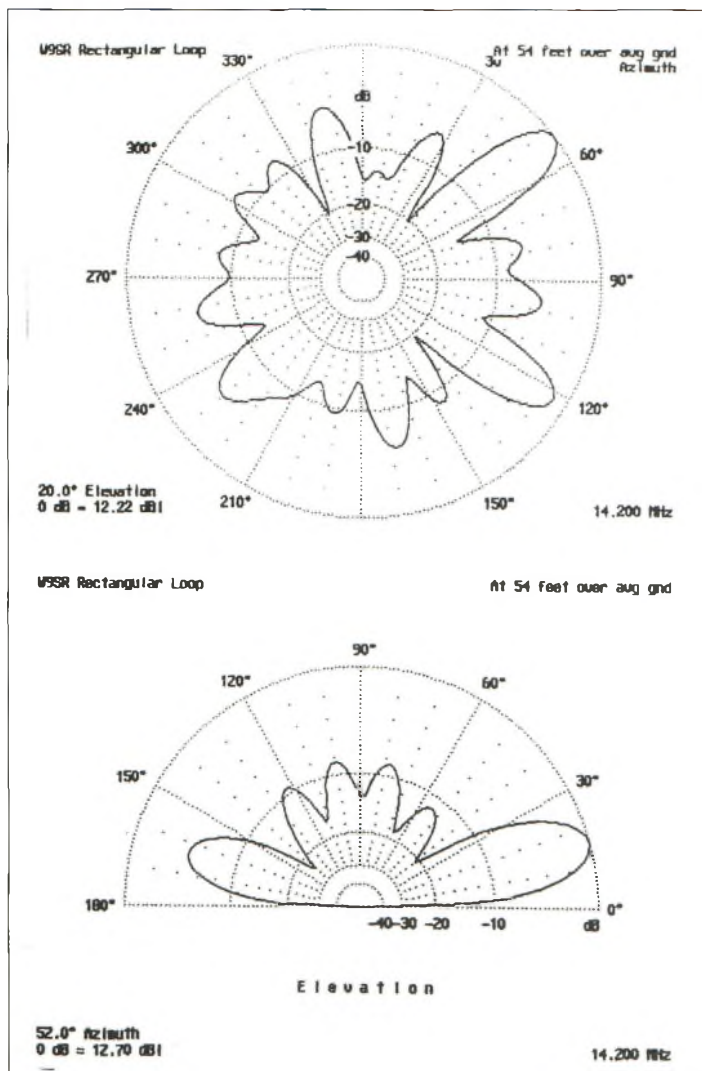 W9SR Rectangular Loop
At 54 feet over avg gnd
Azimuth
330°
30
dB
300°
60°
-10
-20
-30
-40
270°
90°
240°
120°
210°
150°
20.0° Elevation
0 dB = 12.22 dBi
14.200 MHz
W9SR Rectangular Loop
At 54 feet over avg gnd
90°
120°
60°
150°
30°
180°
0°
-40-30 -20 -10 dB
Elevation
52.0° Azimuth
0 dB = 12.70 dBi
14.200 MHz